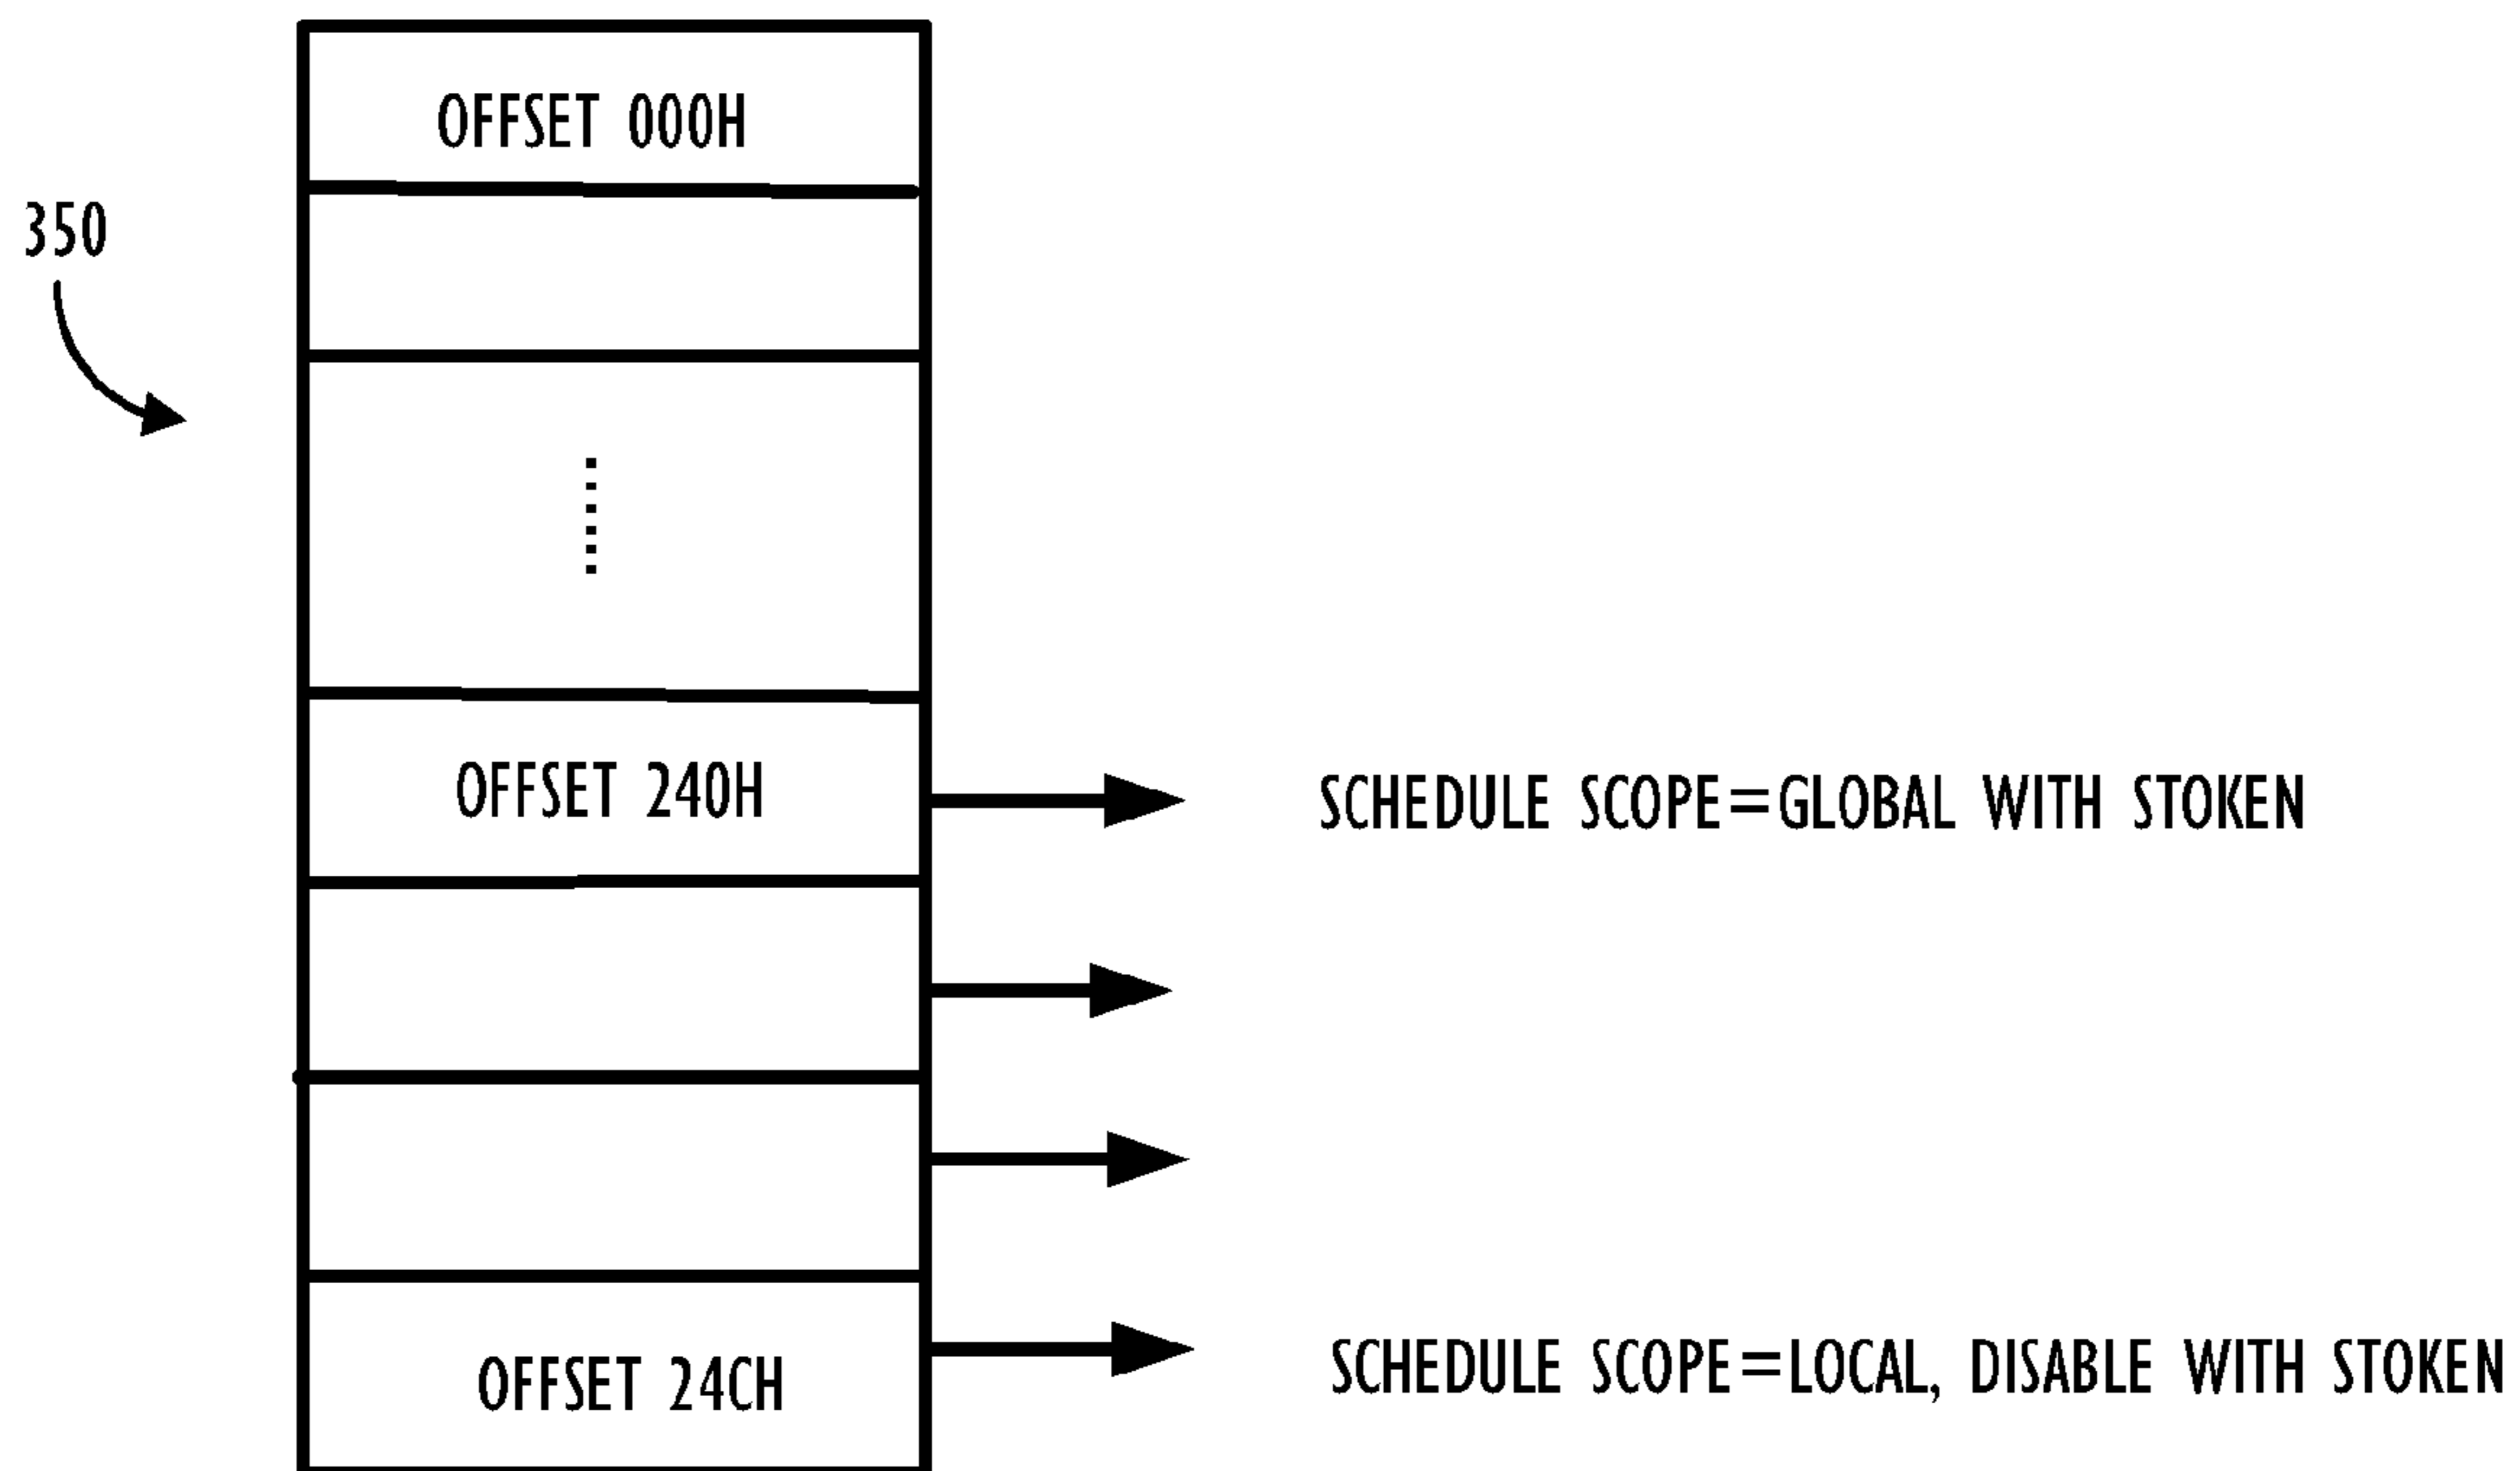 OFFSET 000H
350
OFFSET 240H
SCHEDULE SCOPE=GLOBAL WITH STOKEN
OFFSET 24CH
SCHEDULE SCOPE=LOCAL, DISABLE WITH STOKEN